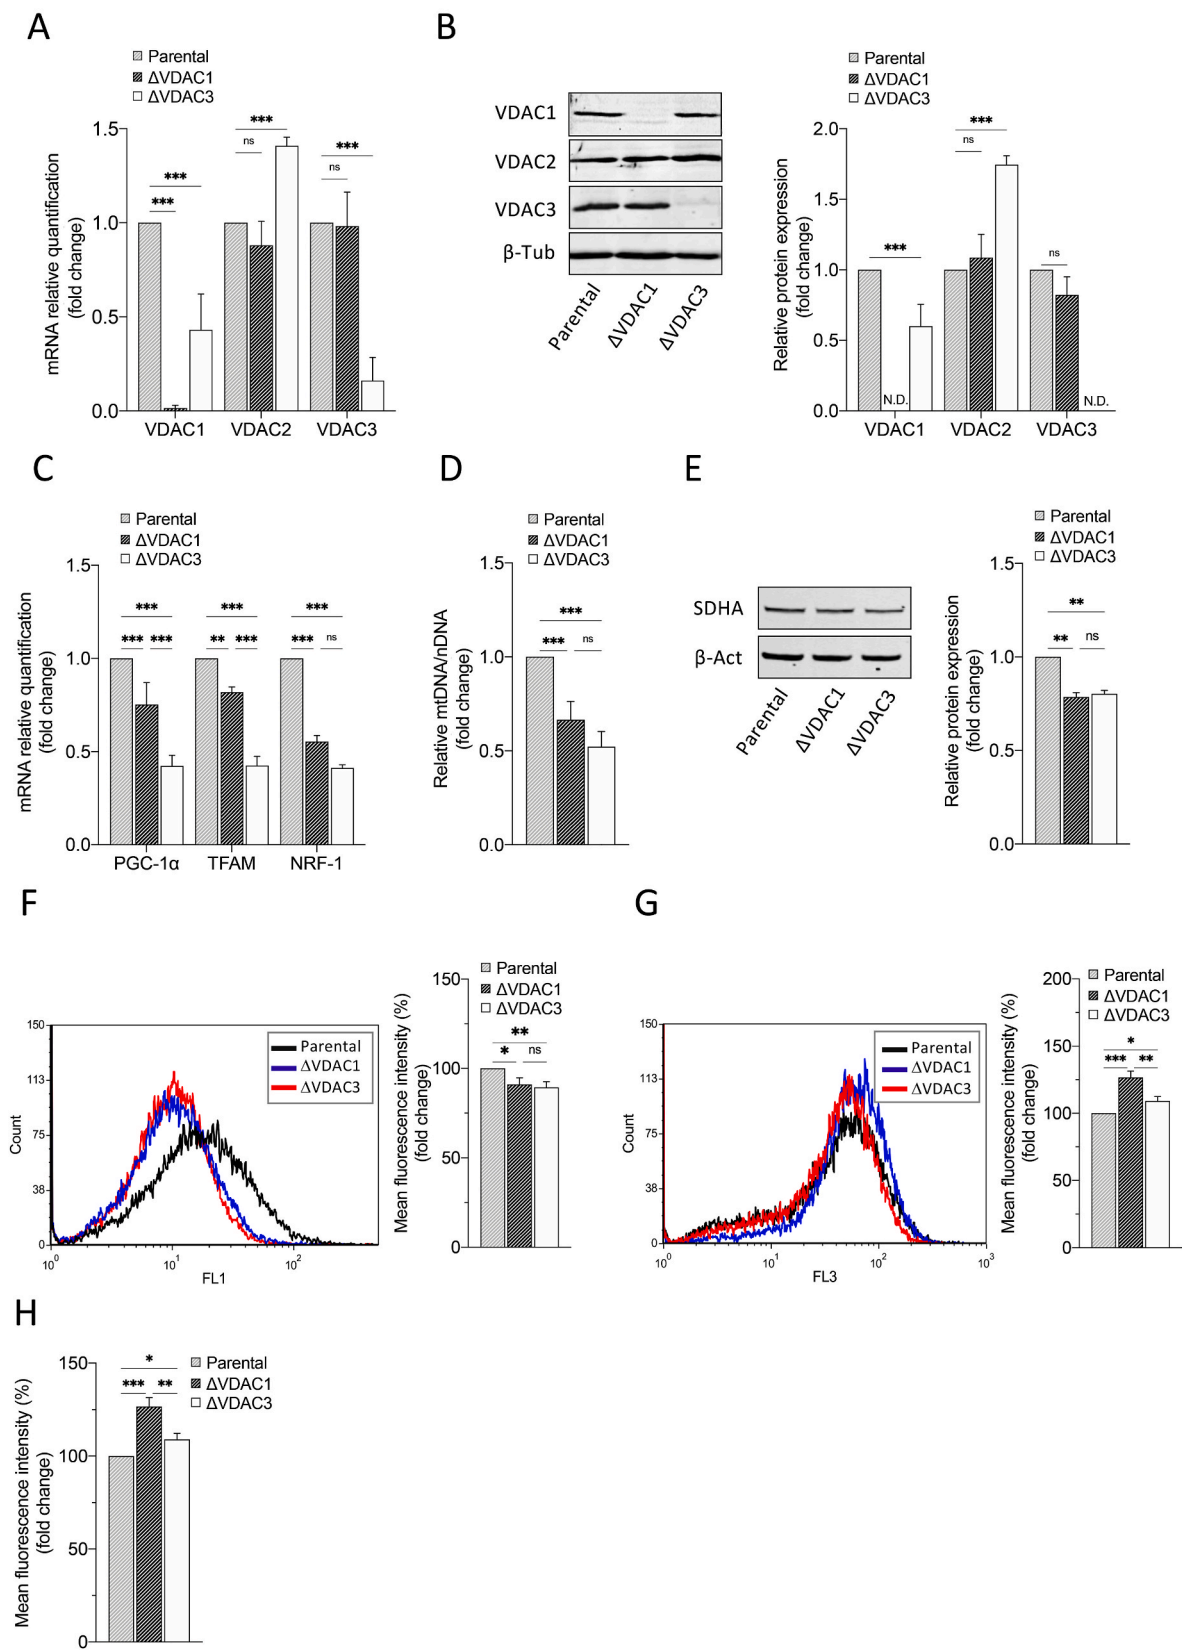 A
Parental
ΔVDAC1
ΔVDAC3
mRNA relative quantification
(fold change)
1.5
1.0
0.5
0.0
***
***
ns
***
ns
***
VDAC1
VDAC2
VDAC3
B
VDAC1
VDAC2
VDAC3
β-Tub
Parental
ΔVDAC1
ΔVDAC3
Parental
ΔVDAC1
ΔVDAC3
Relative protein expression
(fold change)
2.0
1.5
1.0
0.5
0.0
***
N.D.
***
ns
ns
N.D.
VDAC1
VDAC2
VDAC3
C
Parental
ΔVDAC1
ΔVDAC3
mRNA relative quantification
(fold change)
1.5
1.0
0.5
0.0
***
*** ***
***
** ***
***
*** ns
PGC-1α
TFAM
NRF-1
D
Parental
ΔVDAC1
ΔVDAC3
Relative mtDNA/nDNA
(fold change)
1.5
1.0
0.5
0.0
***
*** ns
E
SDHA
β-Act
Parental
ΔVDAC1
ΔVDAC3
Parental
ΔVDAC1
ΔVDAC3
Relative protein expression
(fold change)
1.5
1.0
0.5
0.0
**
** ns
F
150
113
75
38
0
Count
10⁰
10¹
10²
FL1
Parental
ΔVDAC1
ΔVDAC3
Parental
ΔVDAC1
ΔVDAC3
Mean fluorescence intensity (%)
(fold change)
150
100
50
0
**
* ns
G
150
113
75
38
0
Count
10⁰
10¹
10²
10³
FL3
Parental
ΔVDAC1
ΔVDAC3
Parental
ΔVDAC1
ΔVDAC3
Mean fluorescence intensity (%)
(fold change)
200
150
100
50
0
*
*** **
H
Parental
ΔVDAC1
ΔVDAC3
Mean fluorescence intensity (%)
(fold change)
150
100
50
0
*
*** **